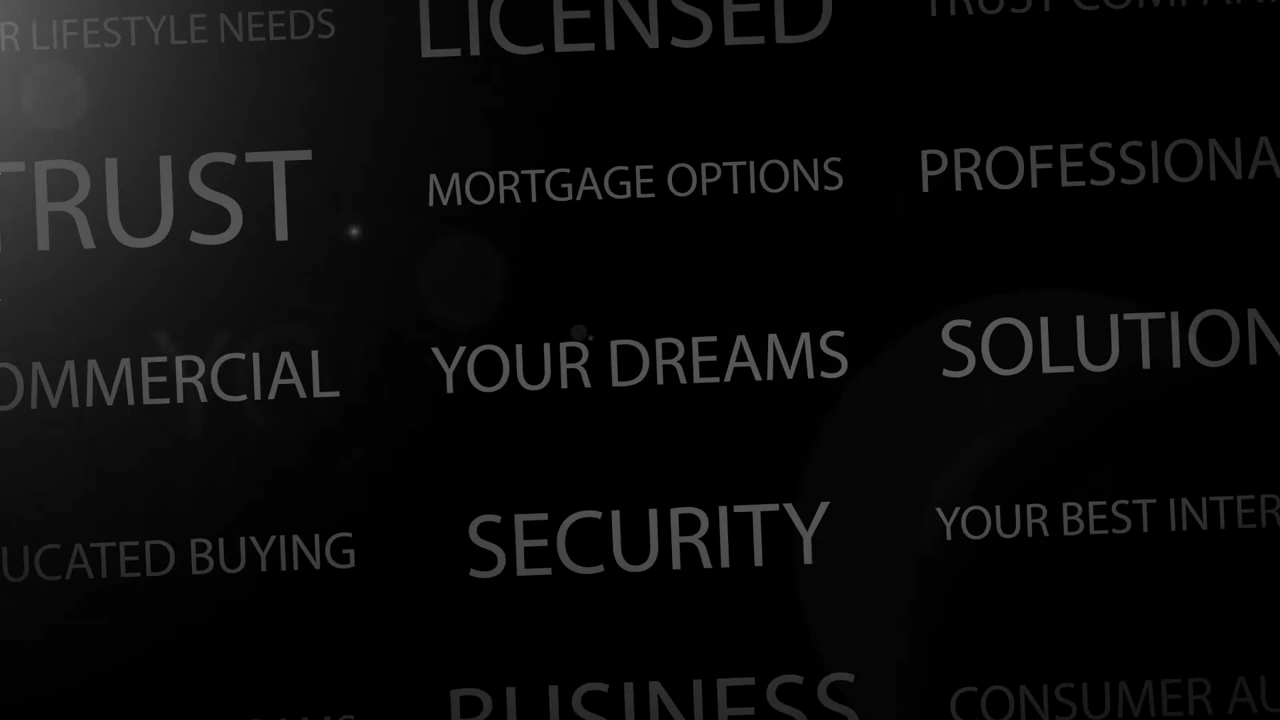 R LIFESTYLE NEEDS
LICENSED
TRUST
MORTGAGE OPTIONS
PROFESSIONA
OMMERCIAL
YOUR DREAMS
SOLUTION
UCATED BUYING
SECURITY
YOUR BEST INTER
BUSINESS
CONSUMER AU